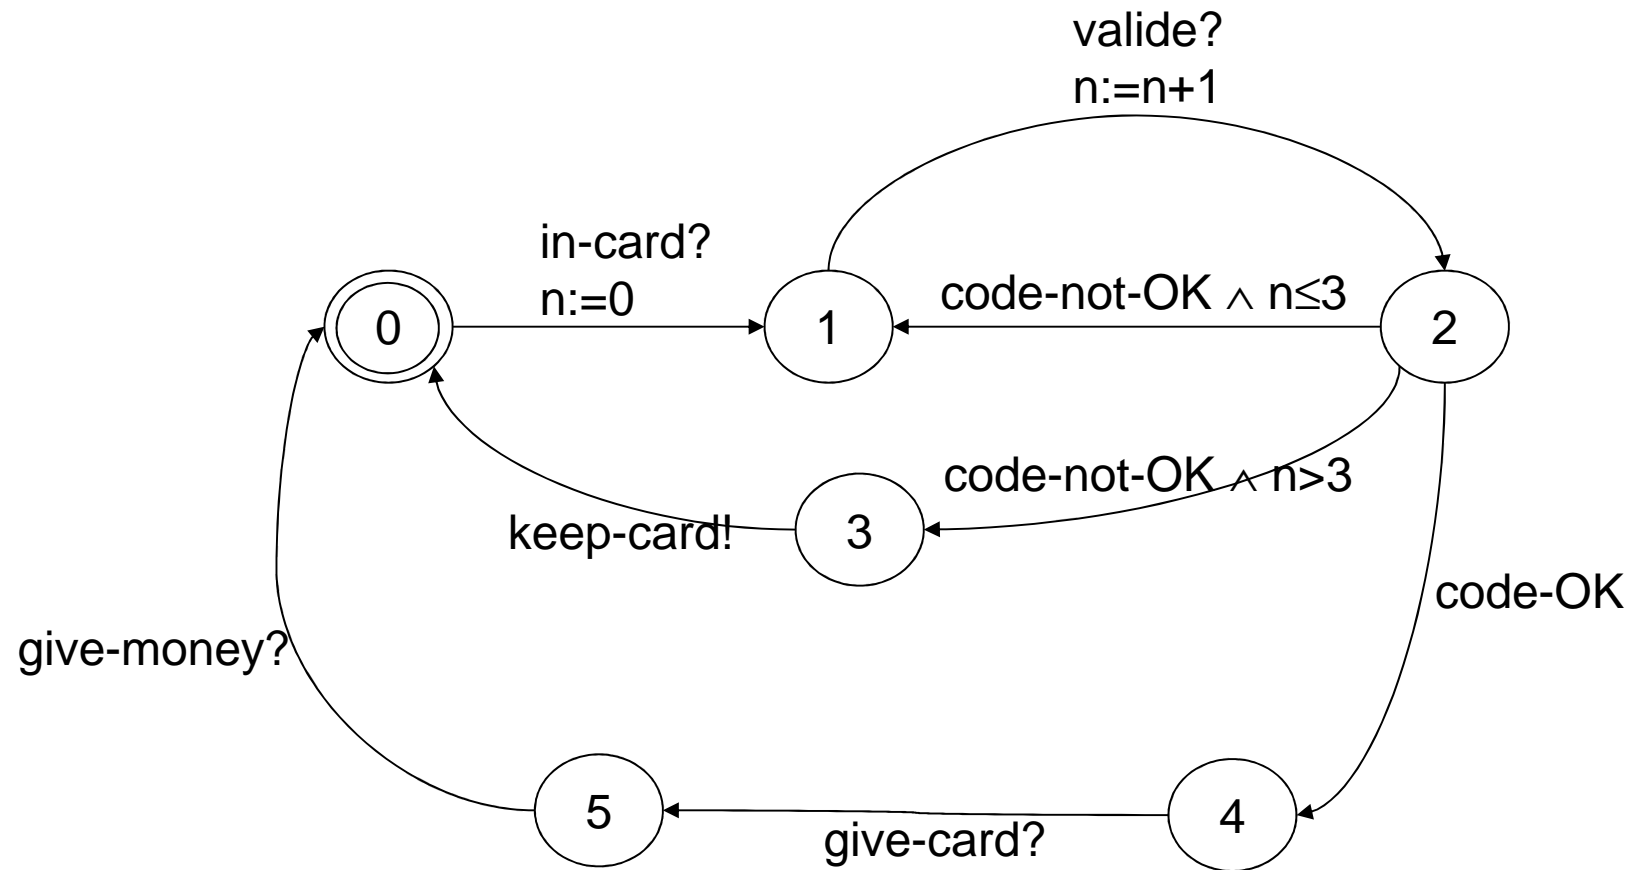 valide?
n:=n+1
in-card?
n:=0
code-not-OK ∧ n≤3
0
1
2
code-not-OK ∧ n>3
keep-card!
3
code-OK
give-money?
5
4
give-card?